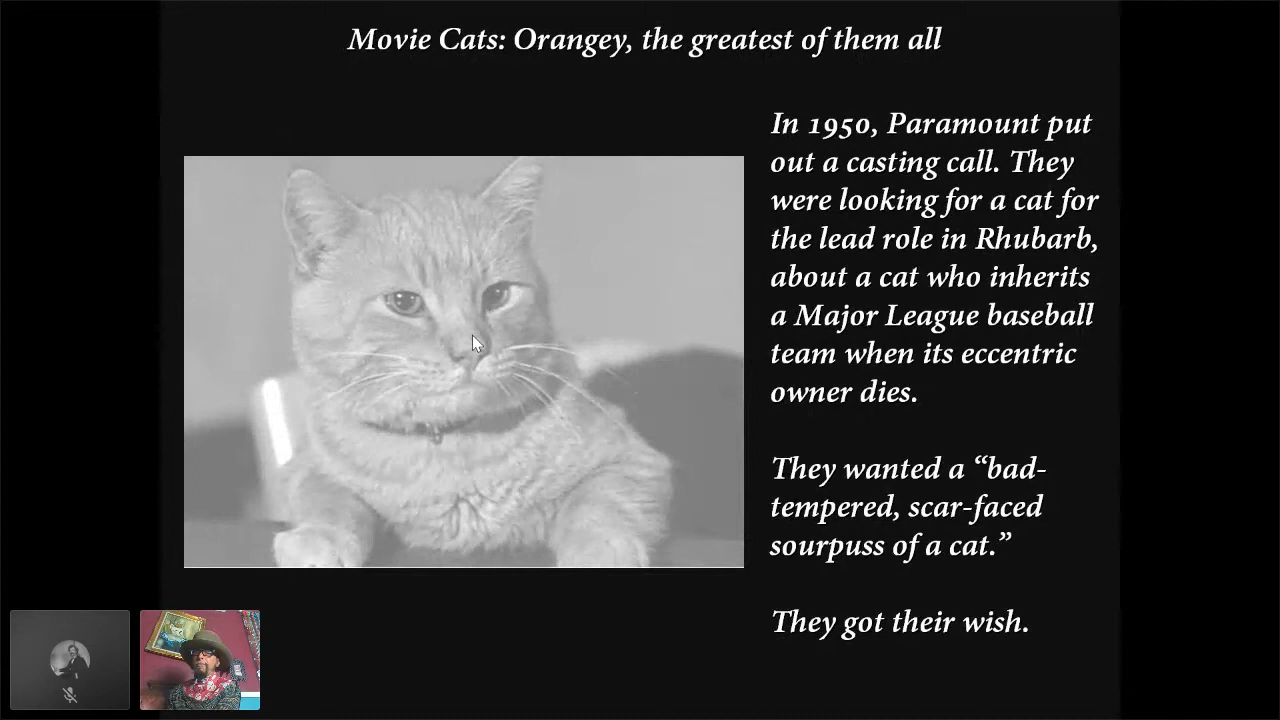 Movie Cats: Orangey, the greatest of them all
In 1950, Paramount put
out a casting call. They
were looking for a cat for
the lead role in Rhubarb,
about a cat who inherits
a Major League baseball
team when its eccentric
owner dies.
They wanted a “bad-
tempered, scar-faced
sourpuss of a cat.”
They got their wish.